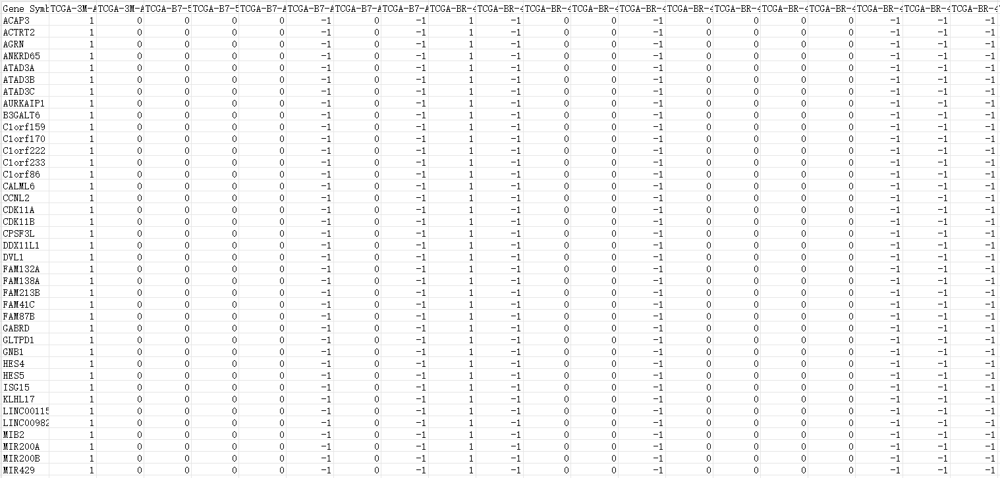 Gene Symb TCGA-3M-A TCGA-3M-A TCGA-B7-5 TCGA-B7-5 TCGA-B7-A TCGA-B7-A TCGA-B7-A TCGA-B7-A TCGA-BR-4 TCGA-BR-4 TCGA-BR-4 TCGA-BR-4 TCGA-BR-4 TCGA-BR-4 TCGA-BR-4 TCGA-BR-4 TCGA-BR-4 TCGA-BR-4 TCGA-BR-4 TCGA-BR-4
ACAP3 1 0 0 0 0 -1 0 -1 1 -1 0 0 -1 0 0 0 0 -1 -1 -1
ACTRT2 1 0 0 0 0 -1 0 -1 1 -1 0 0 -1 0 0 0 0 -1 -1 -1
AGRN 1 0 0 0 0 -1 0 -1 1 -1 0 0 -1 0 0 0 0 -1 -1 -1
ANKRD65 1 0 0 0 0 -1 0 -1 1 -1 0 0 -1 0 0 0 0 -1 -1 -1
ATAD3A 1 0 0 0 0 -1 0 -1 1 -1 0 0 -1 0 0 0 0 -1 -1 -1
ATAD3B 1 0 0 0 0 -1 0 -1 1 -1 0 0 -1 0 0 0 0 -1 -1 -1
ATAD3C 1 0 0 0 0 -1 0 -1 1 -1 0 0 -1 0 0 0 0 -1 -1 -1
AURKAIP1 1 0 0 0 0 -1 0 -1 1 -1 0 0 -1 0 0 0 0 -1 -1 -1
B3GALT6 1 0 0 0 0 -1 0 -1 1 -1 0 0 -1 0 0 0 0 -1 -1 -1
C1orf159 1 0 0 0 0 -1 0 -1 1 -1 0 0 -1 0 0 0 0 -1 -1 -1
C1orf170 1 0 0 0 0 -1 0 -1 1 -1 0 0 -1 0 0 0 0 -1 -1 -1
C1orf222 1 0 0 0 0 -1 0 -1 1 -1 0 0 -1 0 0 0 0 -1 -1 -1
C1orf233 1 0 0 0 0 -1 0 -1 1 -1 0 0 -1 0 0 0 0 -1 -1 -1
C1orf86 1 0 0 0 0 -1 0 -1 1 -1 0 0 -1 0 0 0 0 -1 -1 -1
CALML6 1 0 0 0 0 -1 0 -1 1 -1 0 0 -1 0 0 0 0 -1 -1 -1
CCNL2 1 0 0 0 0 -1 0 -1 1 -1 0 0 -1 0 0 0 0 -1 -1 -1
CDK11A 1 0 0 0 0 -1 0 -1 1 -1 0 0 -1 0 0 0 0 -1 -1 -1
CDK11B 1 0 0 0 0 -1 0 -1 1 -1 0 0 -1 0 0 0 0 -1 -1 -1
CPSF3L 1 0 0 0 0 -1 0 -1 1 -1 0 0 -1 0 0 0 0 -1 -1 -1
DDX11L1 1 0 0 0 0 -1 0 -1 1 -1 0 0 -1 0 0 0 0 -1 -1 -1
DVL1 1 0 0 0 0 -1 0 -1 1 -1 0 0 -1 0 0 0 0 -1 -1 -1
FAM132A 1 0 0 0 0 -1 0 -1 1 -1 0 0 -1 0 0 0 0 -1 -1 -1
FAM138A 1 0 0 0 0 -1 0 -1 1 -1 0 0 -1 0 0 0 0 -1 -1 -1
FAM213B 1 0 0 0 0 -1 0 -1 1 -1 0 0 -1 0 0 0 0 -1 -1 -1
FAM41C 1 0 0 0 0 -1 0 -1 1 -1 0 0 -1 0 0 0 0 -1 -1 -1
FAM87B 1 0 0 0 0 -1 0 -1 1 -1 0 0 -1 0 0 0 0 -1 -1 -1
GABRD 1 0 0 0 0 -1 0 -1 1 -1 0 0 -1 0 0 0 0 -1 -1 -1
GLTPD1 1 0 0 0 0 -1 0 -1 1 -1 0 0 -1 0 0 0 0 -1 -1 -1
GNB1 1 0 0 0 0 -1 0 -1 1 -1 0 0 -1 0 0 0 0 -1 -1 -1
HES4 1 0 0 0 0 -1 0 -1 1 -1 0 0 -1 0 0 0 0 -1 -1 -1
HES5 1 0 0 0 0 -1 0 -1 1 -1 0 0 -1 0 0 0 0 -1 -1 -1
ISG15 1 0 0 0 0 -1 0 -1 1 -1 0 0 -1 0 0 0 0 -1 -1 -1
KLHL17 1 0 0 0 0 -1 0 -1 1 -1 0 0 -1 0 0 0 0 -1 -1 -1
LINC00115 1 0 0 0 0 -1 0 -1 1 -1 0 0 -1 0 0 0 0 -1 -1 -1
LINC00982 1 0 0 0 0 -1 0 -1 1 -1 0 0 -1 0 0 0 0 -1 -1 -1
MIB2 1 0 0 0 0 -1 0 -1 1 -1 0 0 -1 0 0 0 0 -1 -1 -1
MIR200A 1 0 0 0 0 -1 0 -1 1 -1 0 0 -1 0 0 0 0 -1 -1 -1
MIR200B 1 0 0 0 0 -1 0 -1 1 -1 0 0 -1 0 0 0 0 -1 -1 -1
MIR429 1 0 0 0 0 -1 0 -1 1 -1 0 0 -1 0 0 0 0 -1 -1 -1